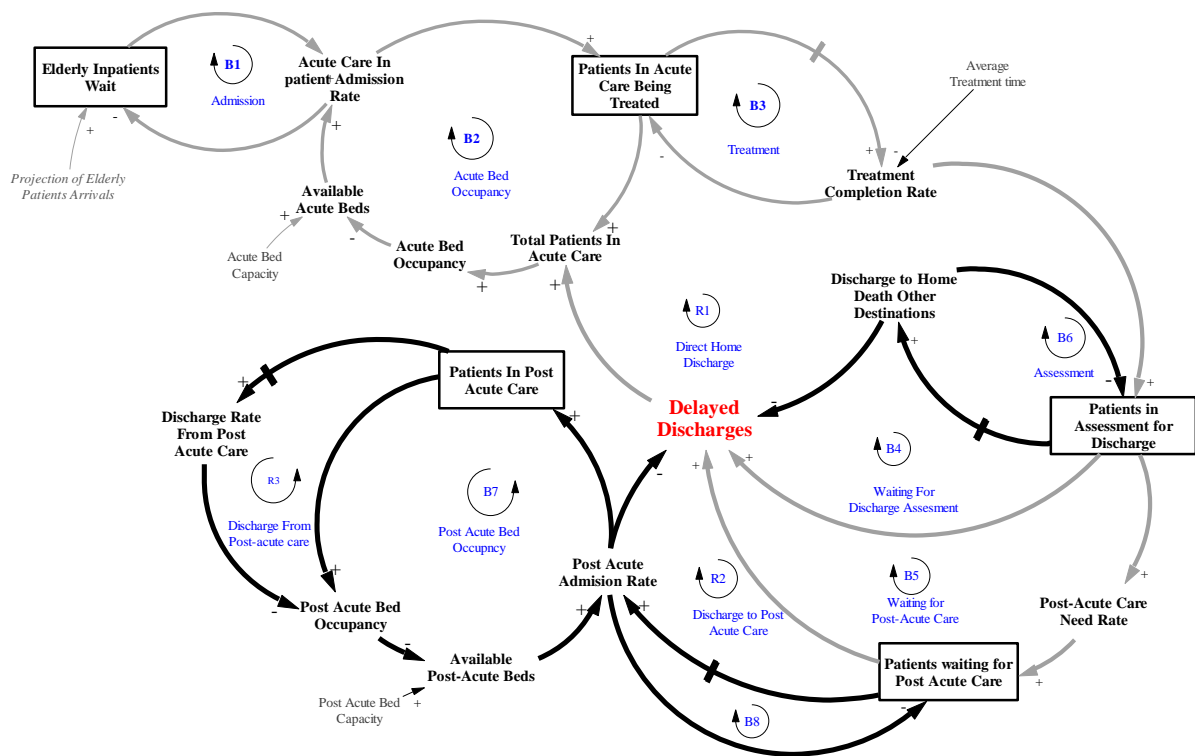 Elderly Inpatients
Wait
B1
Admission
Acute Care In
patient Admission
Rate
+
-
+
+
+
Projection of Elderly
Patients Arrivals
B2
Acute Bed
Occupancy
Available
Acute Beds
+
Acute Bed
Capacity
-
Acute Bed
Occupancy
+
Total Patients In
Acute Care
+
+
+
Patients In Acute
Care Being
Treated
-
B3
Treatment
Average
Treatment time
+
-
Treatment
Completion Rate
Discharge to Home
Death Other
Destinations
+
R1
Direct Home
Discharge
B6
Assessment
-
+
Patients in
Assessment for
Discharge
Delayed
Discharges
-
+
+
-
B4
Waiting For
Discharge Assesment
Patients In Post
Acute Care
+
+
Discharge Rate
From Post
Acute Care
R3
Discharge From
Post-acute care
B7
Post Acute Bed
Occupncy
-
+
Post Acute Bed
Occupancy
-
Available
Post-Acute Beds
Post Acute Bed
Capacity
+
Post Acute
Admision Rate
+
+
R2
Discharge to Post
Acute Care
B5
Waiting for
Post-Acute Care
+
Post-Acute Care
Need Rate
Patients waiting for
Post Acute Care
+
-
B8